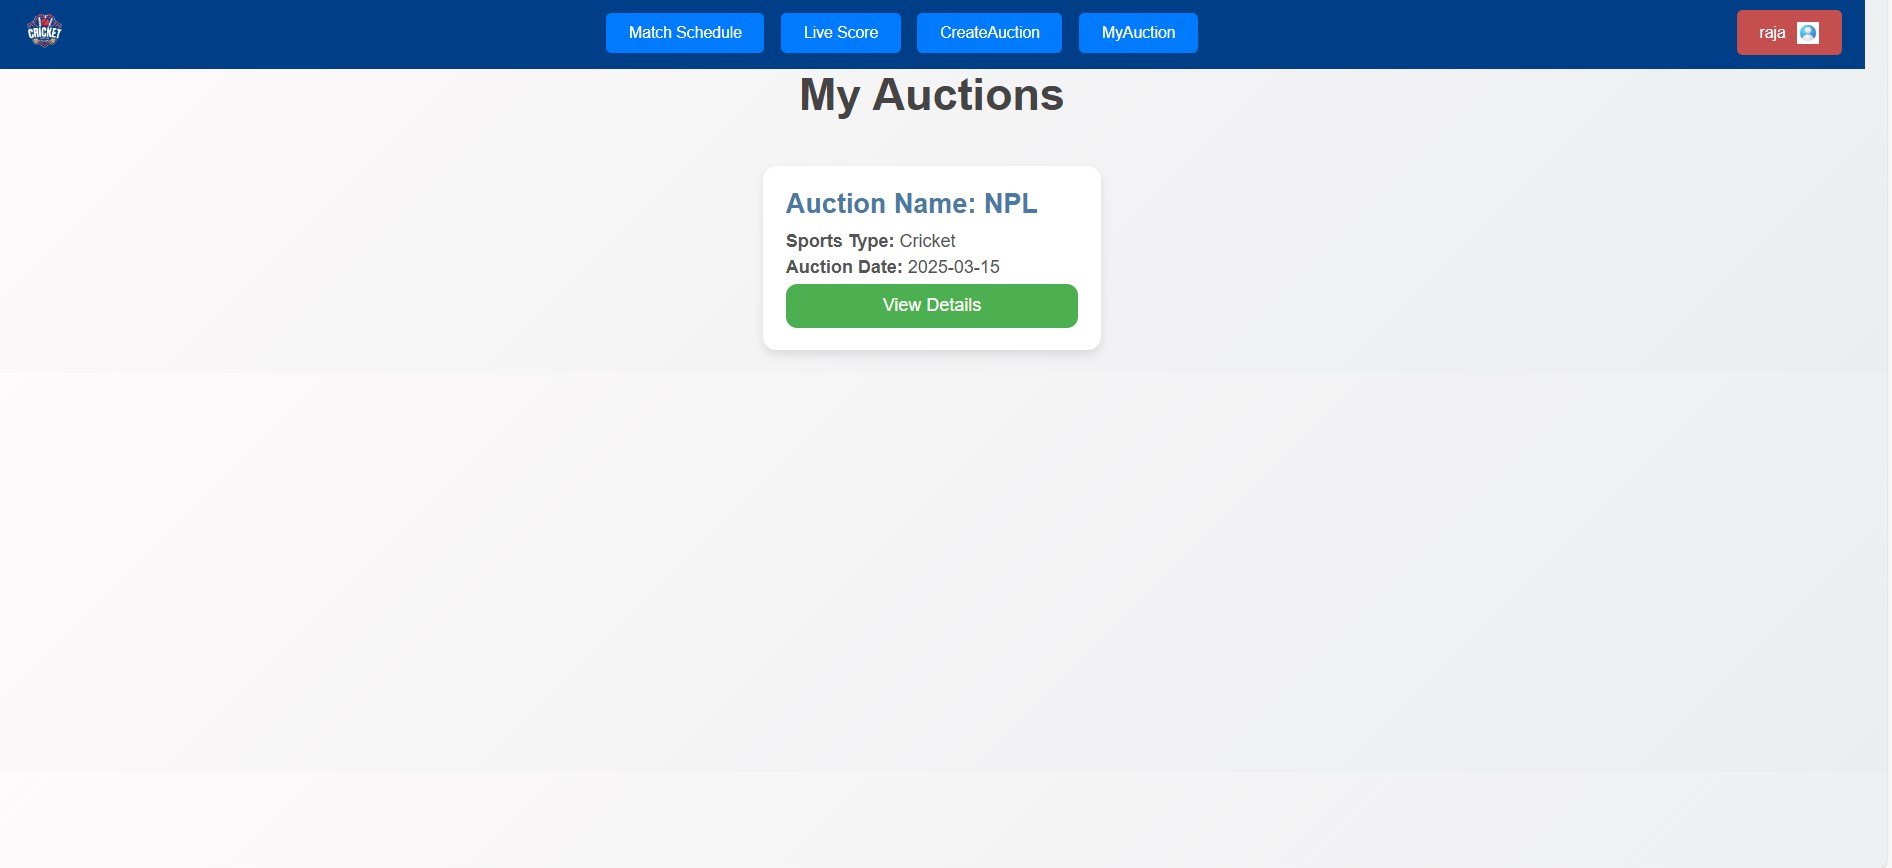 CRICKET
Match Schedule
Live Score
CreateAuction
MyAuction
raja
My Auctions
Auction Name: NPL
Sports Type: Cricket
Auction Date: 2025-03-15
View Details